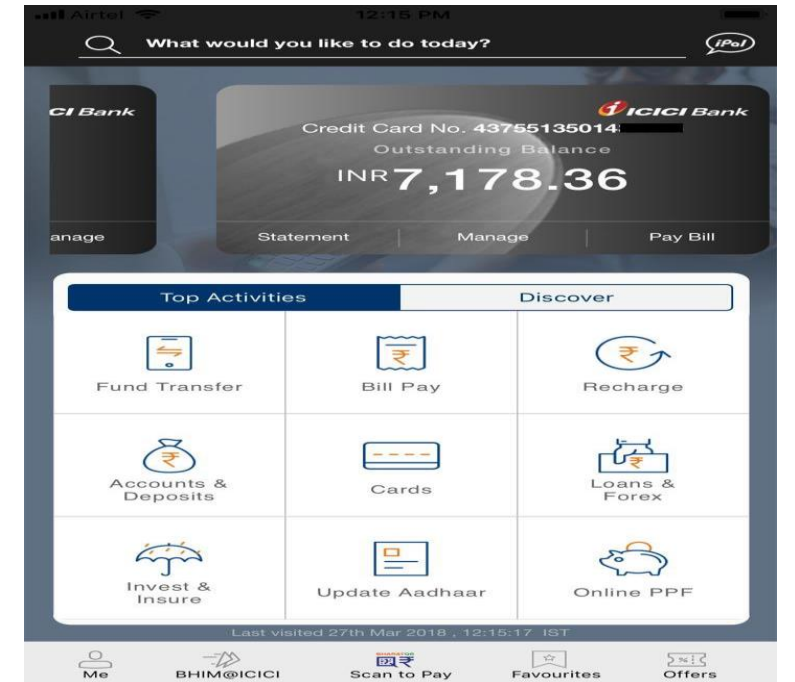 Airtel 12:15 PM
What would you like to do today? iPal
CI Bank
ICICI Bank
Credit Card No. 43755135014
Outstanding Balance
INR 7,178.36
anage
Statement Manage Pay Bill
Top Activities Discover
Fund Transfer Bill Pay Recharge
Accounts & Deposits
Cards
Loans & Forex
Invest & Insure
Update Aadhaar
Online PPF
Last visited 27th Mar 2018 , 12:15:17 IST
Me BHIM@ICICI Scan to Pay Favourites Offers